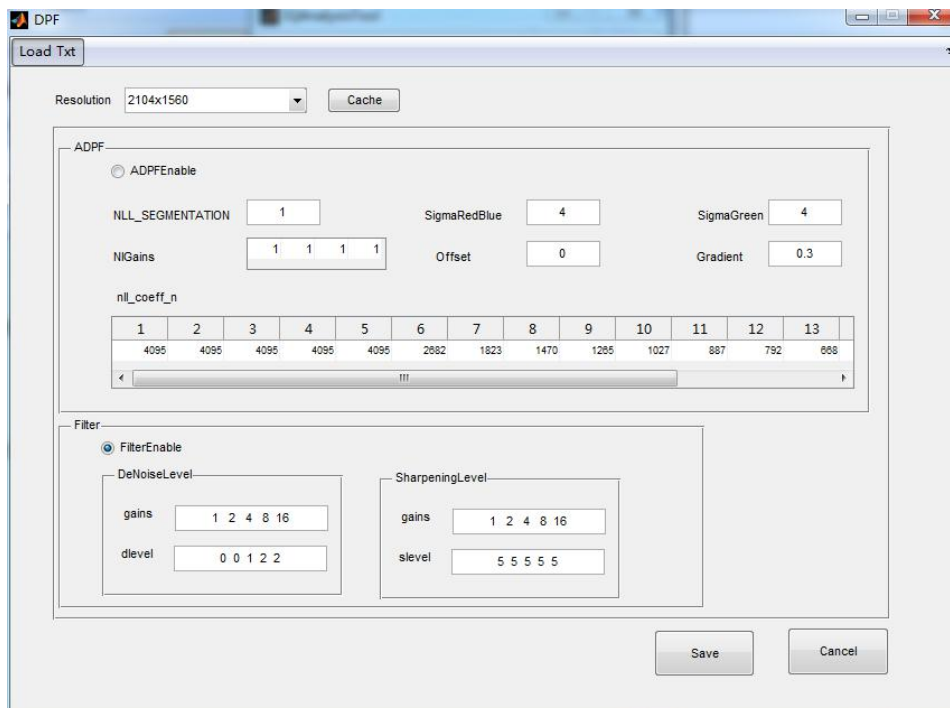 DPF
Load Txt
Resolution 2104x1560 Cache
ADPF
ADPFEnable
NLL_SEGMENTATION 1 SigmaRedBlue 4 SigmaGreen 4
NlGains 1 1 1 1 Offset 0 Gradient 0.3
nll_coeff_n
1 2 3 4 5 6 7 8 9 10 11 12 13
4095 4095 4095 4095 4095 2682 1823 1470 1265 1027 887 792 668
Filter
FilterEnable
DeNoiseLevel SharpeningLevel
gains 1 2 4 8 16 gains 1 2 4 8 16
dlevel 0 0 1 2 2 slevel 5 5 5 5 5
Save Cancel